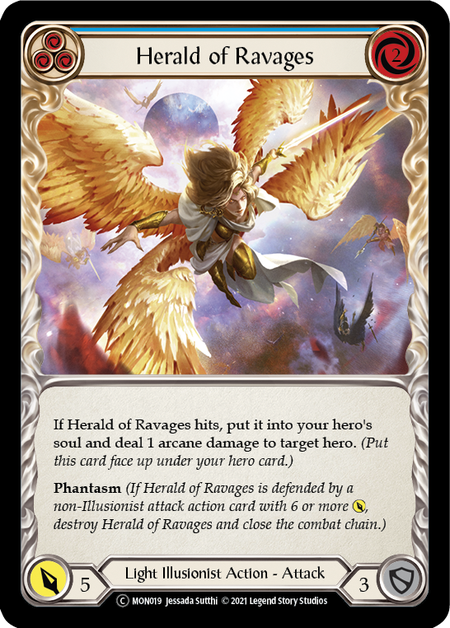 Herald of Ravages
2
If Herald of Ravages hits, put it into your hero's
soul and deal 1 arcane damage to target hero. (Put
this card face up under your hero card.)
Phantasm (If Herald of Ravages is defended by a
non-Illusionist attack action card with 6 or more ,
destroy Herald of Ravages and close the combat chain.)
5
Light Illusionist Action - Attack
3
C MON019 Jessada Sutthi © 2021 Legend Story Studios